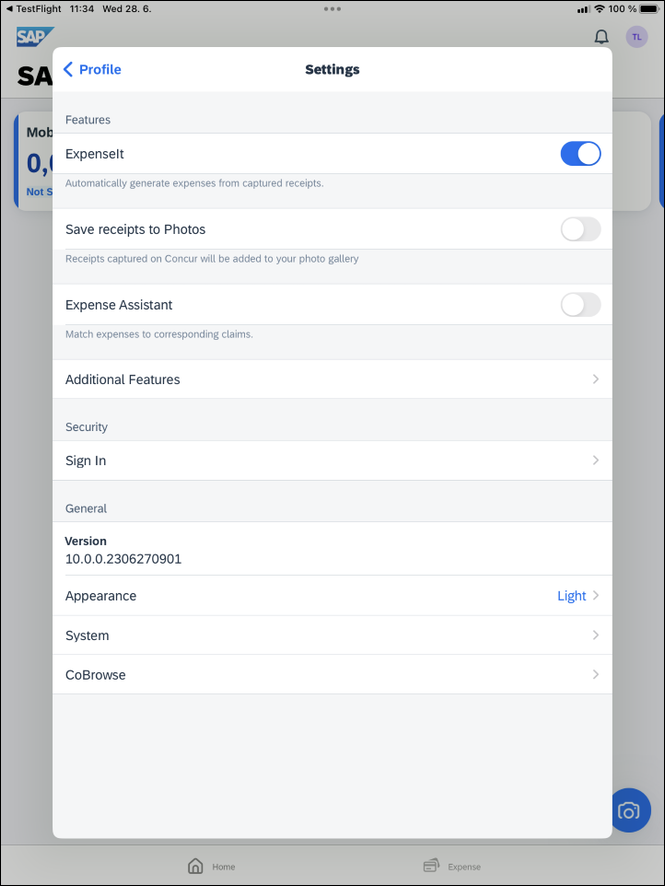 TestFlight 11:34 Wed 28. 6. 100 %
SAP
TL
SA
Profile Settings
Mob
0,
Not S
Features
ExpenseIt
Automatically generate expenses from captured receipts.
Save receipts to Photos
Receipts captured on Concur will be added to your photo gallery
Expense Assistant
Match expenses to corresponding claims.
Additional Features
Security
Sign In
General
Version
10.0.0.2306270901
Appearance Light
System
CoBrowse
Home Expense